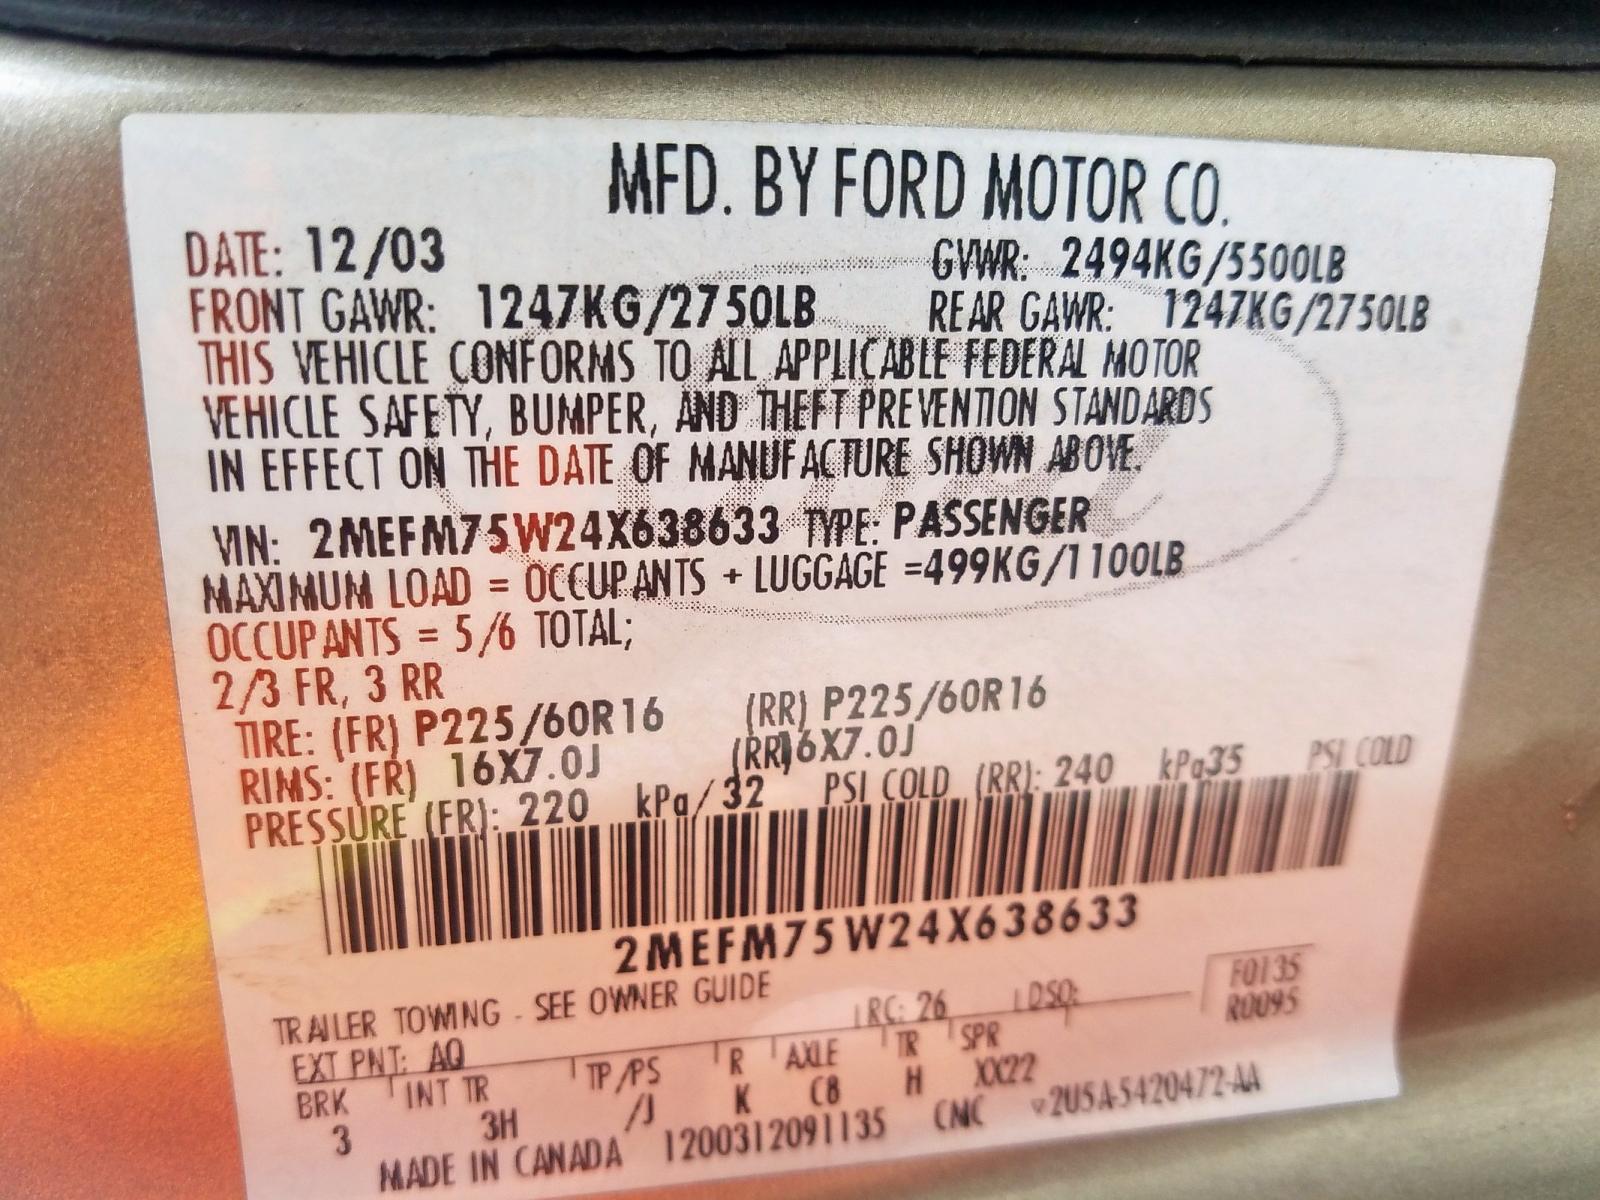 MFD. BY FORD MOTOR CO.
DATE: 12/03 GVWR: 2494KG/5500LB
FRONT GAWR: 1247KG/2750LB REAR GAWR: 1247KG/2750LB
THIS VEHICLE CONFORMS TO ALL APPLICABLE FEDERAL MOTOR
VEHICLE SAFETY, BUMPER, AND THEFT PREVENTION STANDARDS
IN EFFECT ON THE DATE OF MANUFACTURE SHOWN ABOVE.
VIN: 2MEFM75W24X638633 TYPE: PASSENGER
MAXIMUM LOAD = OCCUPANTS + LUGGAGE =499KG/1100LB
OCCUPANTS = 5/6 TOTAL;
2/3 FR, 3 RR
TIRE: (FR) P225/60R16 (RR) P225/60R16
RIMS: (FR) 16X7.0J (RR)16X7.0J
PRESSURE (FR): 220 kPa/ 32 PSI COLD (RR): 240 kPa35 PSI COLD
2MEFM75W24X638633
TRAILER TOWING - SEE OWNER GUIDE
EXT PNT: AQ RC: 26 DSO: F0135
R0095
BRK INT TR TP/PS R AXLE TR SPR
3 3H /J K C8 H XX22
MADE IN CANADA 1200312091135 CNC 2U5A-5420472-AA